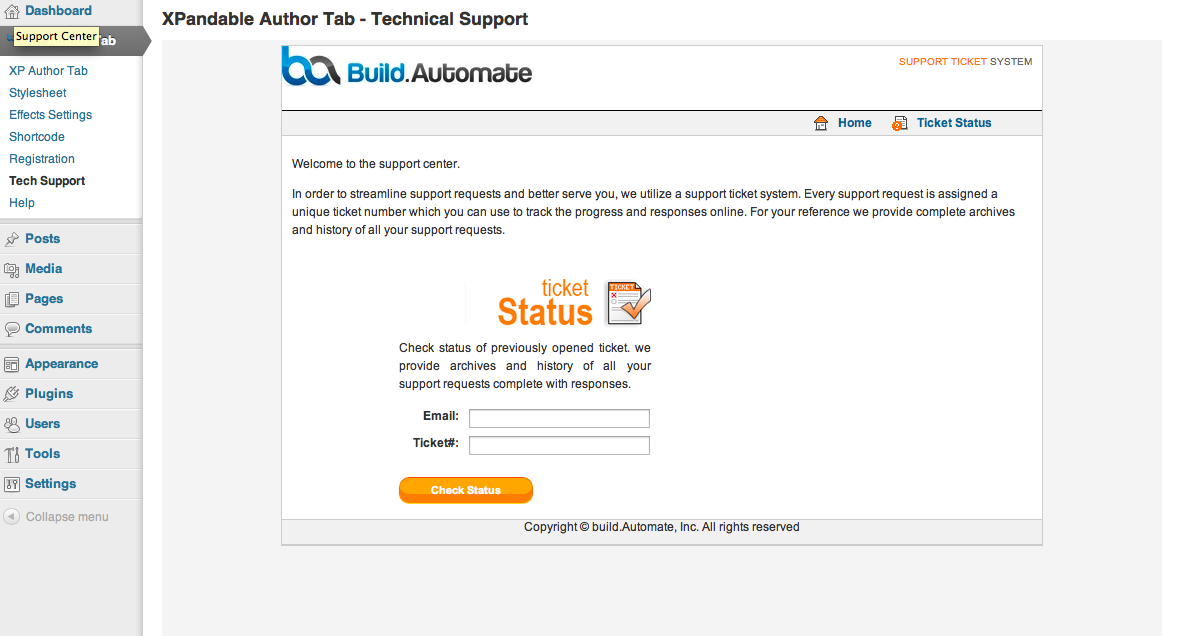 Dashboard
Support Center
ab
XP Author Tab
Stylesheet
Effects Settings
Shortcode
Registration
Tech Support
Help
Posts
Media
Pages
Comments
Appearance
Plugins
Users
Tools
Settings
Collapse menu
XPandable Author Tab - Technical Support
ba Build.Automate
SUPPORT TICKET SYSTEM
Home
Ticket Status
Welcome to the support center.
In order to streamline support requests and better serve you, we utilize a support ticket system. Every support request is assigned a
unique ticket number which you can use to track the progress and responses online. For your reference we provide complete archives
and history of all your support requests.
ticket
Status
TICKET
Check status of previously opened ticket. we
provide archives and history of all your
support requests complete with responses.
Email:
Ticket#:
Check Status
Copyright © build.Automate, Inc. All rights reserved